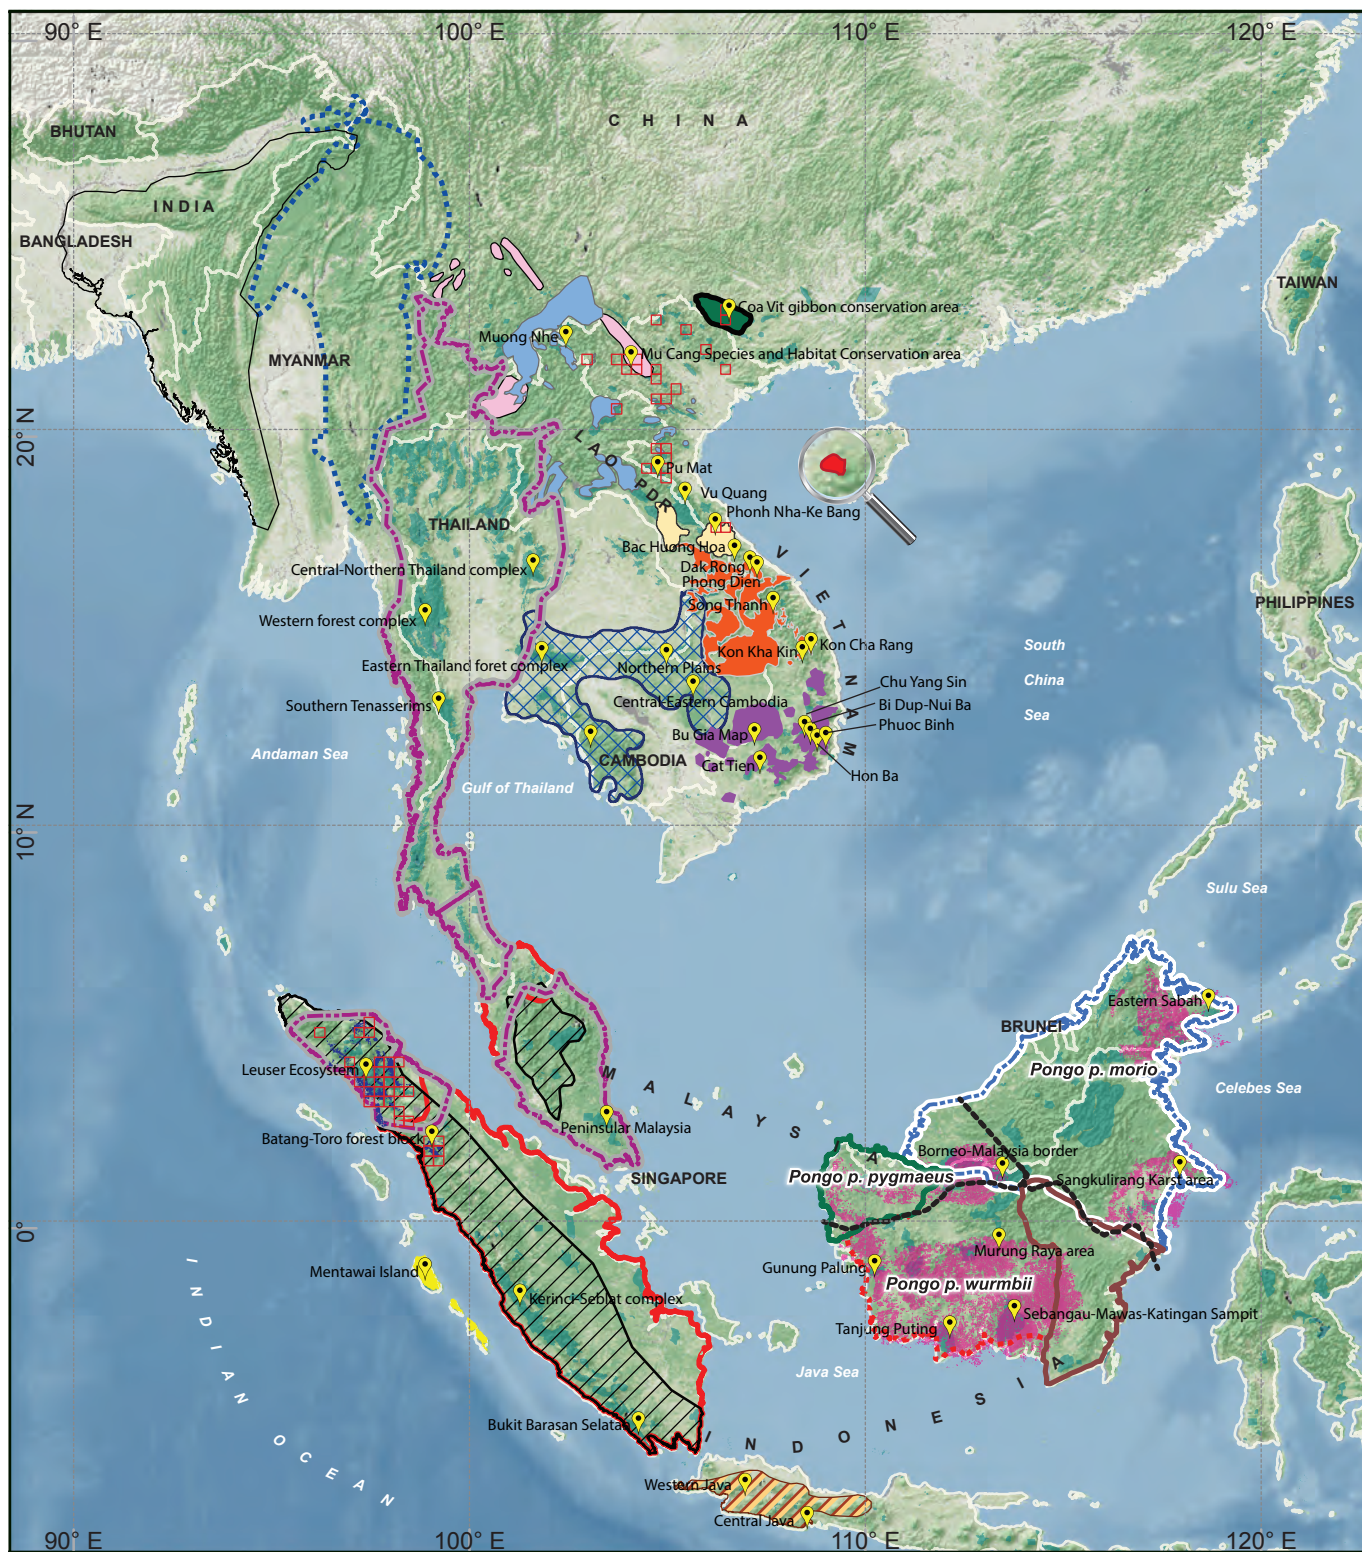 90° E
100° E
110° E
120° E
CHINA
BHUTAN
INDIA
BANGLADESH
TAIWAN
Coa Vit gibbon conservation area
Muong Nhe
Mu Cang Species and Habitat Conservation area
MYANMAR
20° N
LAO PDR
Pu Mat
Vu Quang
Phonh Nha-Ke Bang
THAILAND
Bac Huong Hoa
VIETNAM
Central-Northern Thailand complex
Dak Rong
Phong Dien
Song Thanh
PHILIPPINES
Western forest complex
Kon Cha Rang
Kon Kha Kin
South
China
Sea
Eastern Thailand foret complex
Northern Plains
Chu Yang Sin
Central-Eastern Cambodia
Bi Dup-Nui Ba
Southern Tenasserims
Phuoc Binh
Bu Gia Map
Andaman Sea
CAMBODIA
Cat Tien
Hon Ba
Gulf of Thailand
10° N
Sulu Sea
Eastern Sabah
BRUNEI
Leuser Ecosystem
Pongo p. morio
MALAYSIA
Celebes Sea
Peninsular Malaysia
Batang-Toro forest block
Borneo-Malaysia border
SINGAPORE
Pongo p. pygmaeus
Sangkulirang Karst area
0°
Murung Raya area
Mentawai Island
Gunung Palung
Pongo p. wurmbii
Kerinci-Seblat complex
Sebangau-Mawas-Katingan Sampit
Tanjung Puting
Java Sea
INDIAN OCEAN
Bukit Barasan Selatan
INDONESIA
Western Java
Central Java
90° E
100° E
110° E
120° E